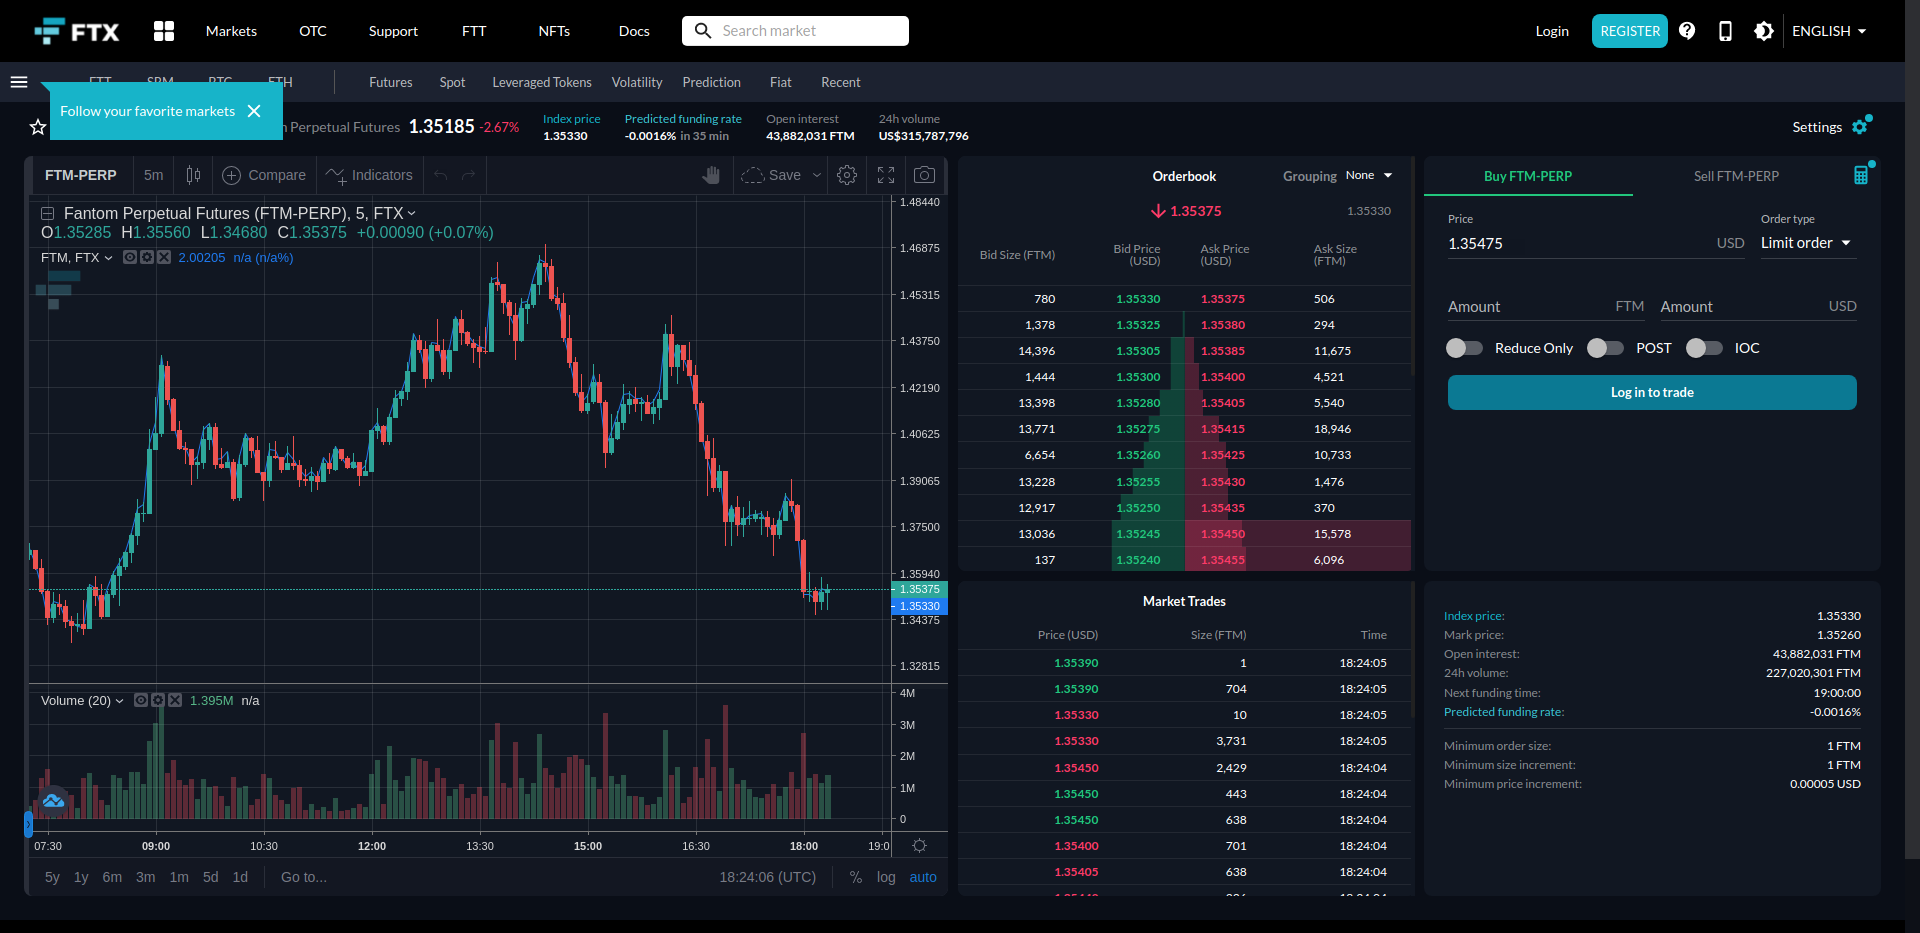 FTX
Markets
OTC
Support
FTT
NFTs
Docs
Search market
Login
REGISTER
ENGLISH
FTT
BTC
ETH
Futures
Spot
Leveraged Tokens
Volatility
Prediction
Fiat
Recent
Follow your favorite markets
Perpetual Futures
1.35185 -2.67%
Index price
1.35330
Predicted funding rate
-0.0016% in 35 min
Open interest
43,882,031 FTM
24h volume
US$315,787,796
Settings
FTM-PERP
5m
Compare
Indicators
Save
Fantom Perpetual Futures (FTM-PERP), 5, FTX
O1.35285 H1.35560 L1.34680 C1.35375 +0.00090 (+0.07%)
FTM, FTX
2.00205 n/a (n/a%)
1.48440
1.46875
1.45315
1.43750
1.42190
1.40625
1.39065
1.37500
1.35940
1.35375
1.35330
1.34375
1.32815
Volume (20)
1.395M n/a
4M
3M
2M
1M
0
07:30 09:00 10:30 12:00 13:30 15:00 16:30 18:00 19:0
5y 1y 6m 3m 1m 5d 1d Go to...
18:24:06 (UTC) % log auto
Orderbook
Grouping None
1.35375 1.35330
Bid Size (FTM) Bid Price (USD) Ask Price (USD) Ask Size (FTM)
780 1.35330 1.35375 506
1,378 1.35325 1.35380 294
14,396 1.35305 1.35385 11,675
1,444 1.35300 1.35400 4,521
13,398 1.35280 1.35405 5,540
13,771 1.35275 1.35415 18,946
6,654 1.35260 1.35425 10,733
13,228 1.35255 1.35430 1,476
12,917 1.35250 1.35435 370
13,036 1.35245 1.35450 15,578
137 1.35240 1.35455 6,096
Market Trades
Price (USD) Size (FTM) Time
1.35390 1 18:24:05
1.35390 704 18:24:05
1.35330 10 18:24:05
1.35330 3,731 18:24:05
1.35450 2,429 18:24:04
1.35450 443 18:24:04
1.35450 638 18:24:04
1.35400 701 18:24:04
1.35405 638 18:24:04
Buy FTM-PERP
Sell FTM-PERP
Price
Order type
1.35475 USD
Limit order
Amount FTM
Amount USD
Reduce Only
POST
IOC
Log in to trade
Index price: 1.35330
Mark price: 1.35260
Open interest: 43,882,031 FTM
24h volume: 227,020,301 FTM
Next funding time: 19:00:00
Predicted funding rate: -0.0016%
Minimum order size: 1 FTM
Minimum size increment: 1 FTM
Minimum price increment: 0.00005 USD